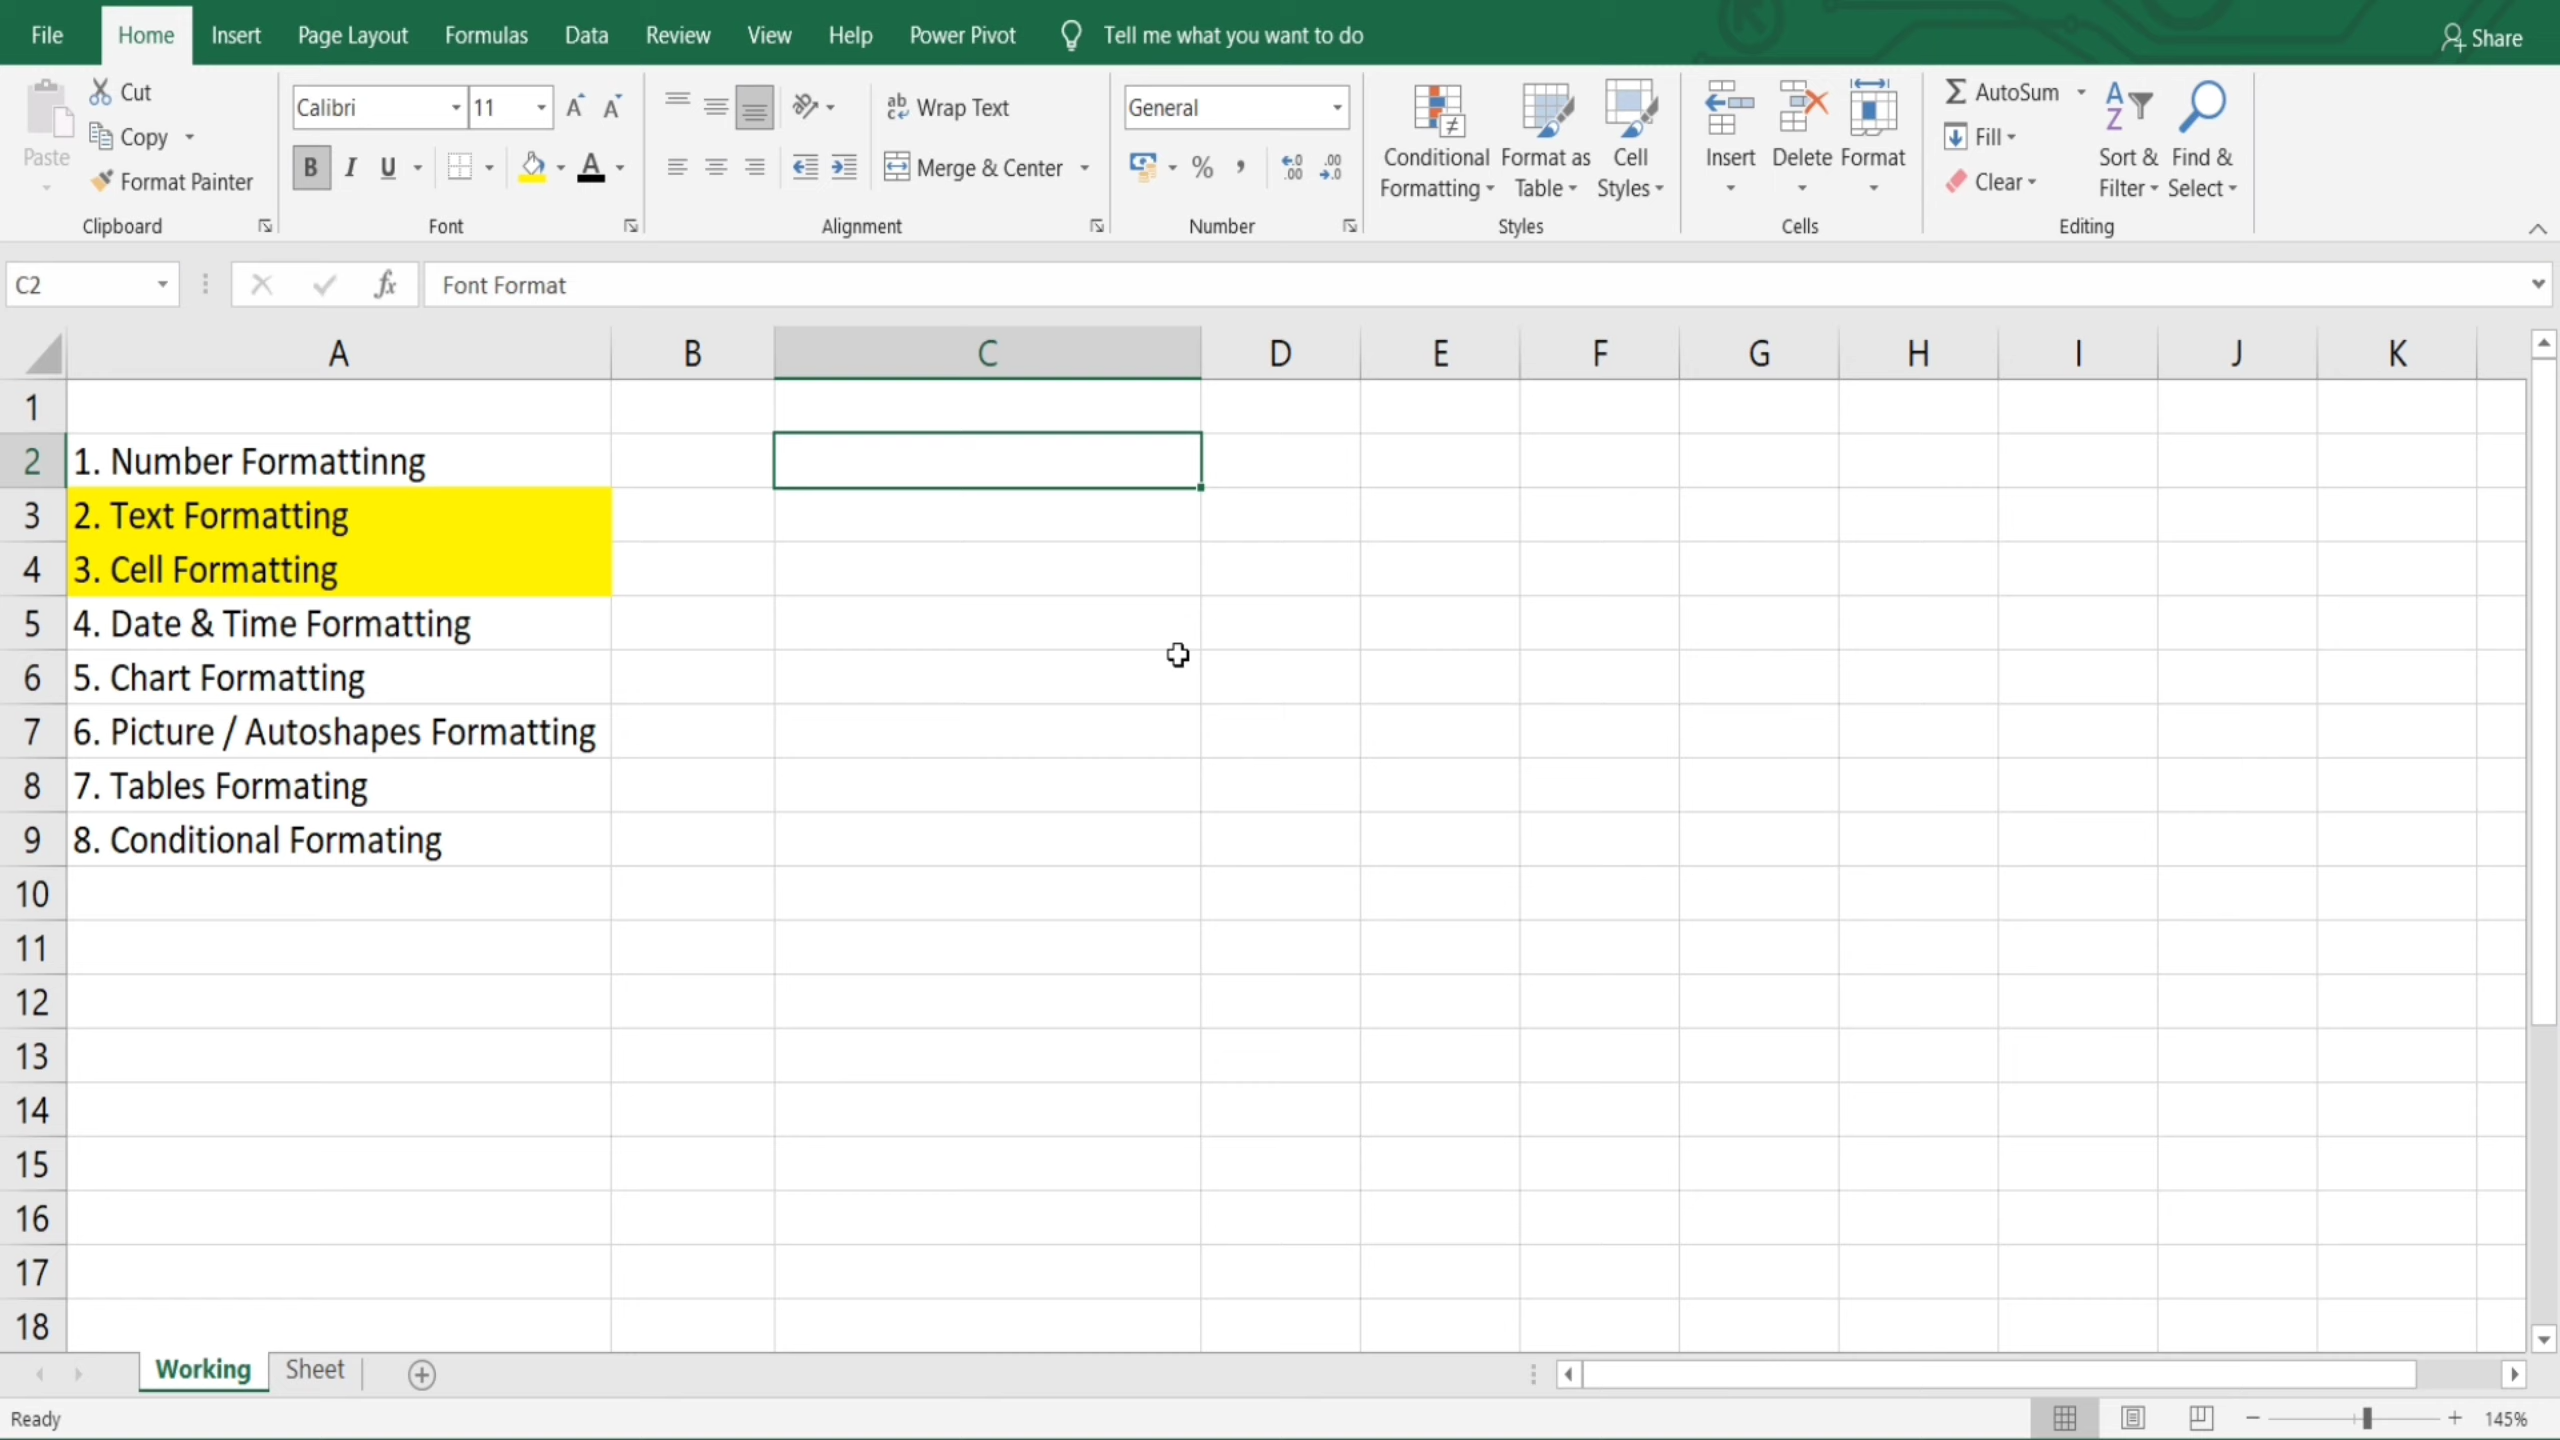 File Home Insert Page Layout Formulas Data Review View Help Power Pivot Tell me what you want to do Share
Cut
Copy
Format Painter
Paste
Clipboard
Calibri 11
B I U
Font
Wrap Text
Merge & Center
Alignment
General
%
Number
Conditional Formatting
Format as Table
Cell Styles
Styles
Insert
Delete
Format
Cells
AutoSum
Fill
Clear
Sort & Filter
Find & Select
Editing
C2 fx Font Format
A B C D E F G H I J K
1
2 1. Number Formattinng
3 2. Text Formatting
4 3. Cell Formatting
5 4. Date & Time Formatting
6 5. Chart Formatting
7 6. Picture / Autoshapes Formatting
8 7. Tables Formating
9 8. Conditional Formating
10
11
12
13
14
15
16
17
18
Working Sheet
Ready 145%